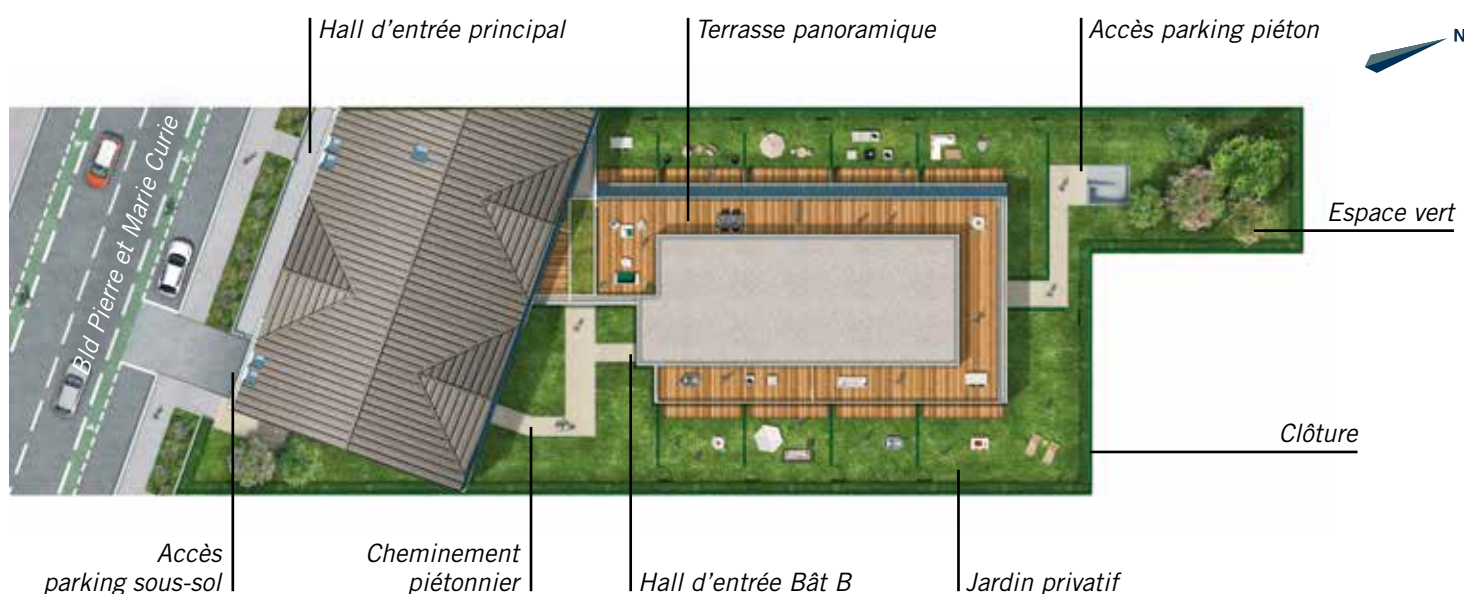 Hall d'entrée principal
Terrasse panoramique
Accès parking piéton
N
Bld Pierre et Marie Curie
Espace vert
Clôture
Accès
parking sous-sol
Cheminement
piétonnier
Hall d'entrée Bât B
Jardin privatif